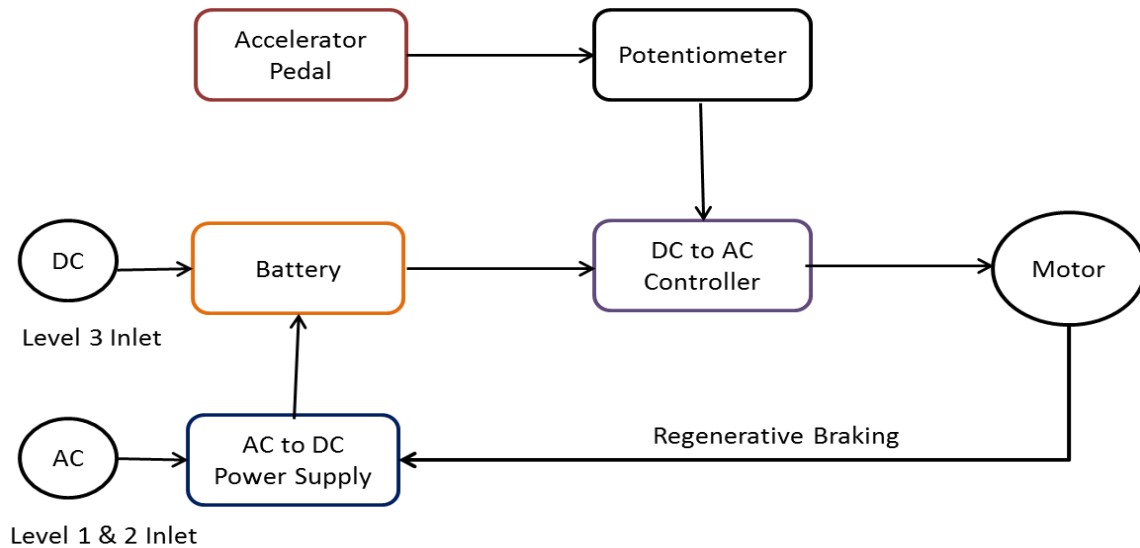 Accelerator
Pedal
Potentiometer
DC
Level 3 Inlet
Battery
DC to AC
Controller
Motor
AC
Level 1 & 2 Inlet
AC to DC
Power Supply
Regenerative Braking